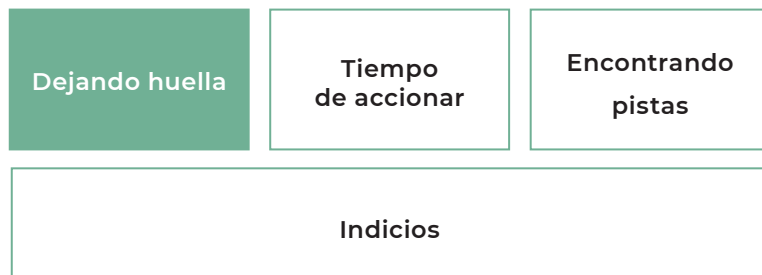 Dejando huella
Tiempo
de accionar
Encontrando
pistas
Indicios